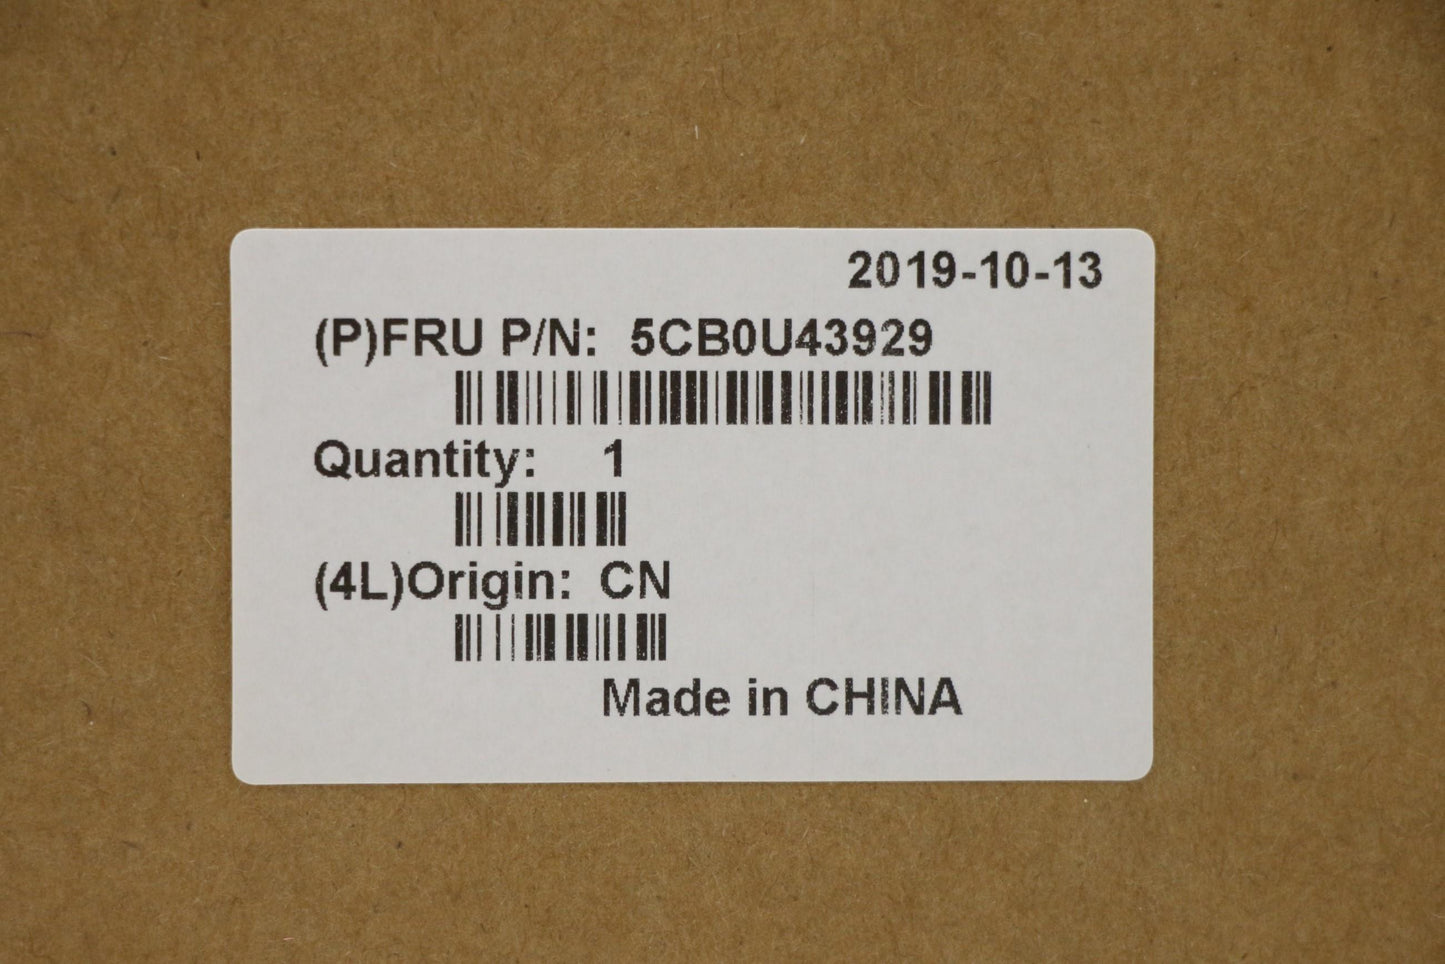 2019-10-13
(P)FRU P/N: 5CB0U43929
Quantity: 1
(4L)Origin: CN
Made in CHINA